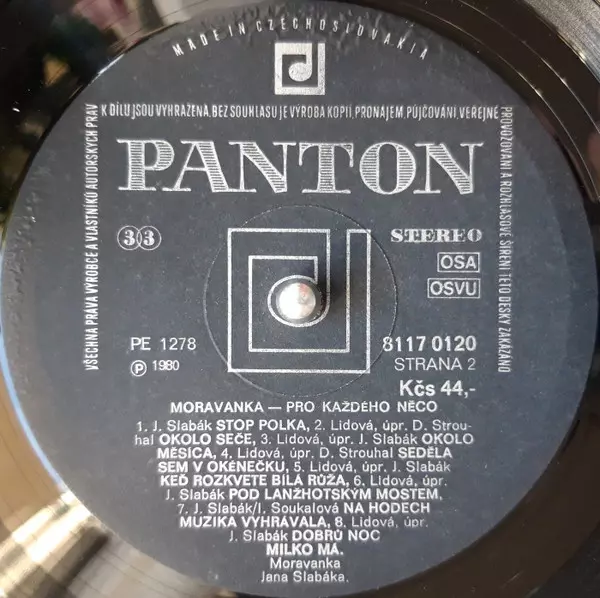 MADE IN CZECHOSLOVAKIA
VŠECHNA PRÁVA VÝROBCE A VLASTNÍKU AUTORSKÝCH PRÁV
K DÍLU JSOU VYHRAŽENA. BEZ SOUHLASU JE VÝROBA KOPIÍ, PRONÁJEM, PŮJČOVÁNÍ, VEŘEJNÉ
PROVOZOVÁNÍ A ROZHLASOVÉ ŠÍŘENÍ TÉTO DESKY ZAKÁZÁNO
PANTON
33
STEREO
OSA
OSVU
PE 1278
8117 0120
Ⓟ 1980
STRANA 2
Kčs 44,-
MORAVANKA — PRO KAŽDÉHO NĚCO
1. J. Slabák STOP POLKA, 2. Lidová, úpr. D. Strou-
hal OKOLO SEČE, 3. Lidová, úpr. J. Slabák OKOLO
MĚSÍCA, 4. Lidová, úpr. D. Strouhal SEDĚLA
SEM V OKÉNEČKU, 5. Lidová, úpr. J. Slabák
KEĎ ROZKVETE BÍLÁ RŮŽA, 6. Lidová, úpr.
J. Slabák POD LANŽHOTSKÝM MOSTEM,
7. J. Slabák/I. Soukalová NA HODECH
MUZIKA VYHRÁVALA, 8. Lidová, úpr.
J. Slabák DOBRÚ NOC
MILKO MÁ.
Moravanka
Jana Slabáka.